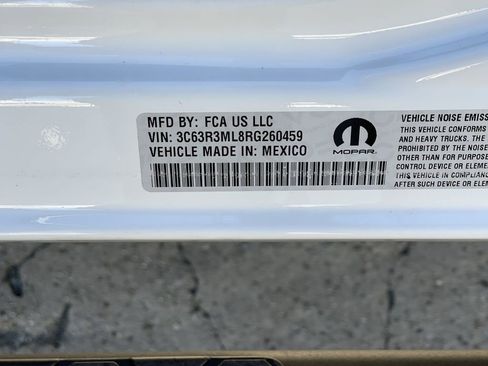 MFD BY: FCA US LLC
VIN: 3C63R3ML8RG260459
VEHICLE MADE IN: MEXICO
MOPAR
VEHICLE NOISE EMISS
THIS VEHICLE CONFORMS
AND HEAVY TRUCKS. THE
PROHIBITED BY THE NOISE
OTHER THAN FOR PURPOSE
CONTROL DEVICE OR ELEME
THIS VEHICLE IN COMPLIANC
AFTER SUCH DEVICE OR ELEM